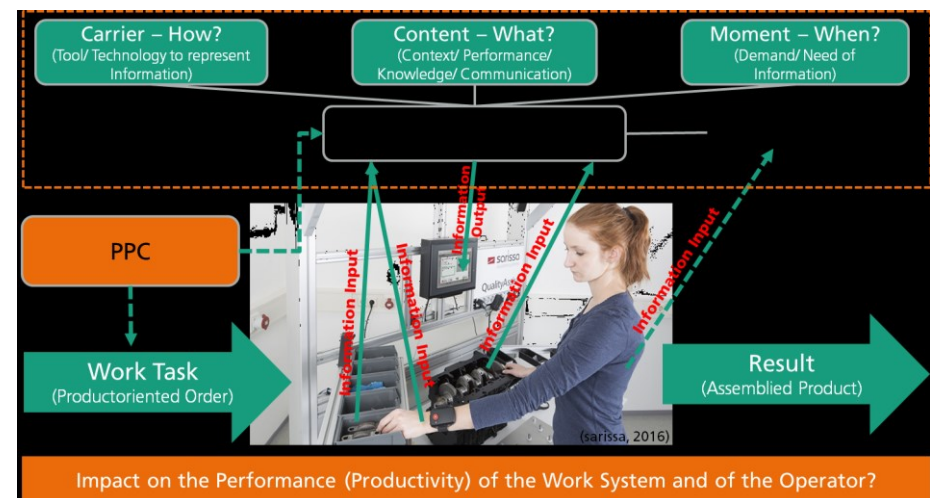 Carrier – How?
(Tool/ Technology to represent
Information)
Content – What?
(Context/ Performance/
Knowledge/ Communication)
Moment – When?
(Demand/ Need of
Information)
PPC
Information Input
Information Input
Information
Output
Information Input
Information Input
sarissa
Work Task
(Productoriented Order)
Result
(Assemblied Product)
(sarissa, 2016)
Impact on the Performance (Productivity) of the Work System and of the Operator?